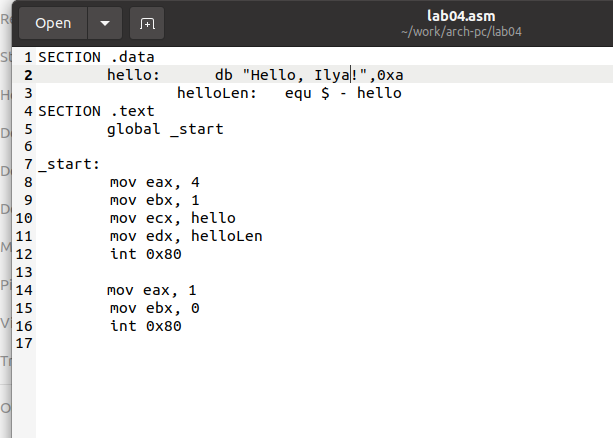 Open
lab04.asm
~/work/arch-pc/lab04
1 SECTION .data
2 hello: db "Hello, Ilya!",0xa
3 helloLen: equ $ - hello
4 SECTION .text
5 global _start
6
7 _start:
8 mov eax, 4
9 mov ebx, 1
10 mov ecx, hello
11 mov edx, helloLen
12 int 0x80
13
14 mov eax, 1
15 mov ebx, 0
16 int 0x80
17